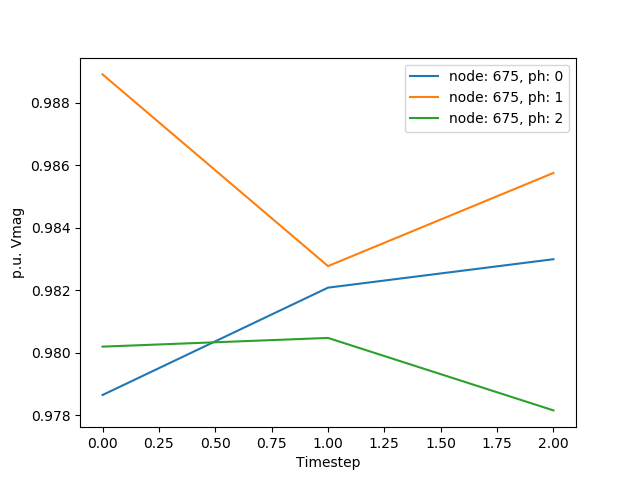 node: 675, ph: 0
node: 675, ph: 1
node: 675, ph: 2
p.u. Vmag
0.988
0.986
0.984
0.982
0.980
0.978
0.00 0.25 0.50 0.75 1.00 1.25 1.50 1.75 2.00
Timestep